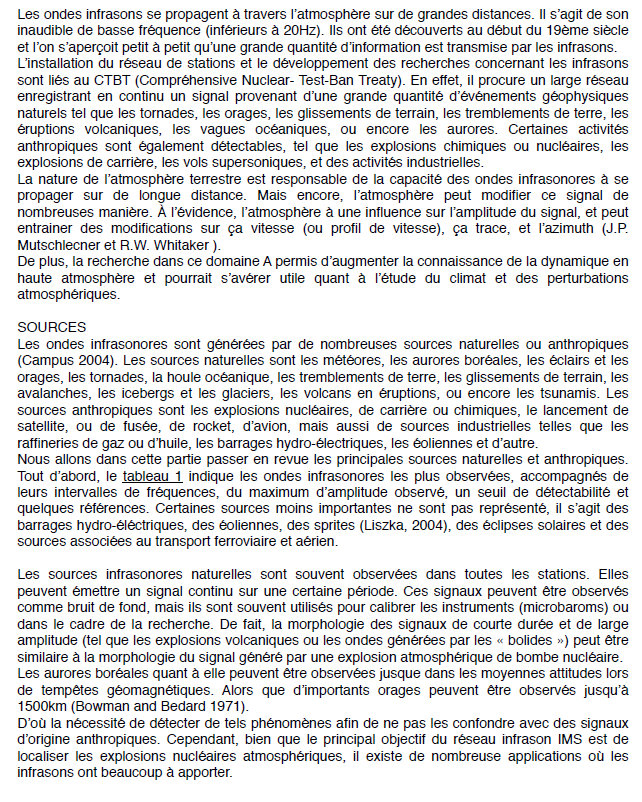 Les ondes infrasons se propagent à travers l'atmosphère sur de grandes distances. Il s'agit de son
inaudible de basse fréquence (inférieurs à 20Hz). Ils ont été découverts au début du 19ème siècle
et l'on s'aperçoit petit à petit qu'une grande quantité d'information est transmise par les infrasons.
L'installation du réseau de stations et le développement des recherches concernant les infrasons
sont liés au CTBT (Compréhensive Nuclear- Test-Ban Treaty). En effet, il procure un large réseau
enregistrant en continu un signal provenant d'une grande quantité d'événements géophysiques
naturels tel que les tornades, les orages, les glissements de terrain, les tremblements de terre, les
éruptions volcaniques, les vagues océaniques, ou encore les aurores. Certaines activités
anthropiques sont également détectables, tel que les explosions chimiques ou nucléaires, les
explosions de carrière, les vols supersoniques, et des activités industrielles.
La nature de l'atmosphère terrestre est responsable de la capacité des ondes infrasonores à se
propager sur de longue distance. Mais encore, l'atmosphère peut modifier ce signal de
nombreuses manière. À l'évidence, l'atmosphère à une influence sur l'amplitude du signal, et peut
entrainer des modifications sur ça vitesse (ou profil de vitesse), ça trace, et l'azimuth (J.P.
Mutschlecner et R.W. Whitaker ).
De plus, la recherche dans ce domaine A permis d'augmenter la connaissance de la dynamique en
haute atmosphère et pourrait s'avérer utile quant à l'étude du climat et des perturbations
atmosphériques.
SOURCES
Les ondes infrasonores sont générées par de nombreuses sources naturelles ou anthropiques
(Campus 2004). Les sources naturelles sont les météores, les aurores boréales, les éclairs et les
orages, les tornades, la houle océanique, les tremblements de terre, les glissements de terrain, les
avalanches, les icebergs et les glaciers, les volcans en éruptions, ou encore les tsunamis. Les
sources anthropiques sont les explosions nucléaires, de carrière ou chimiques, le lancement de
satellite, ou de fusée, de rocket, d'avion, mais aussi de sources industrielles telles que les
raffineries de gaz ou d'huile, les barrages hydro-électriques, les éoliennes et d'autre.
Nous allons dans cette partie passer en revue les principales sources naturelles et anthropiques.
Tout d'abord, le tableau 1 indique les ondes infrasonores les plus observées, accompagnés de
leurs intervalles de fréquences, du maximum d'amplitude observé, un seuil de détectabilité et
quelques références. Certaines sources moins importantes ne sont pas représenté, il s'agit des
barrages hydro-éléctriques, des éoliennes, des sprites (Liszka, 2004), des éclipses solaires et des
sources associées au transport ferroviaire et aérien.
Les sources infrasonores naturelles sont souvent observées dans toutes les stations. Elles
peuvent émettre un signal continu sur une certaine période. Ces signaux peuvent être observés
comme bruit de fond, mais ils sont souvent utilisés pour calibrer les instruments (microbaroms) ou
dans le cadre de la recherche. De fait, la morphologie des signaux de courte durée et de large
amplitude (tel que les explosions volcaniques ou les ondes générées par les « bolides ») peut être
similaire à la morphologie du signal généré par une explosion atmosphérique de bombe nucléaire.
Les aurores boréales quant à elle peuvent être observées jusque dans les moyennes attitudes lors
de tempêtes géomagnétiques. Alors que d'importants orages peuvent être observés jusqu'à
1500km (Bowman and Bedard 1971).
D'où la nécessité de détecter de tels phénomènes afin de ne pas les confondre avec des signaux
d'origine anthropiques. Cependant, bien que le principal objectif du réseau infrason IMS est de
localiser les explosions nucléaires atmosphériques, il existe de nombreuse applications où les
infrasons ont beaucoup à apporter.